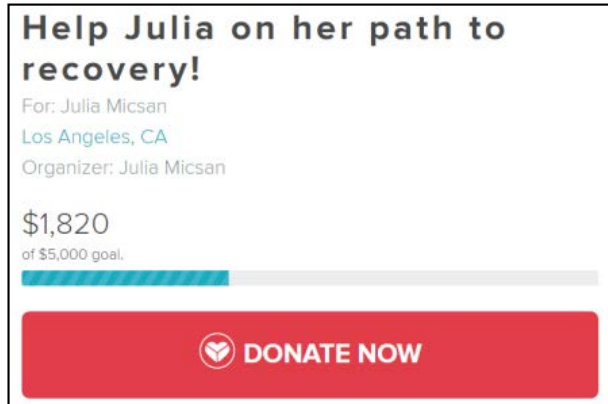 Help Julia on her path to
recovery!
For: Julia Micsan
Los Angeles, CA
Organizer: Julia Micsan
$1,820
of $5,000 goal.
DONATE NOW